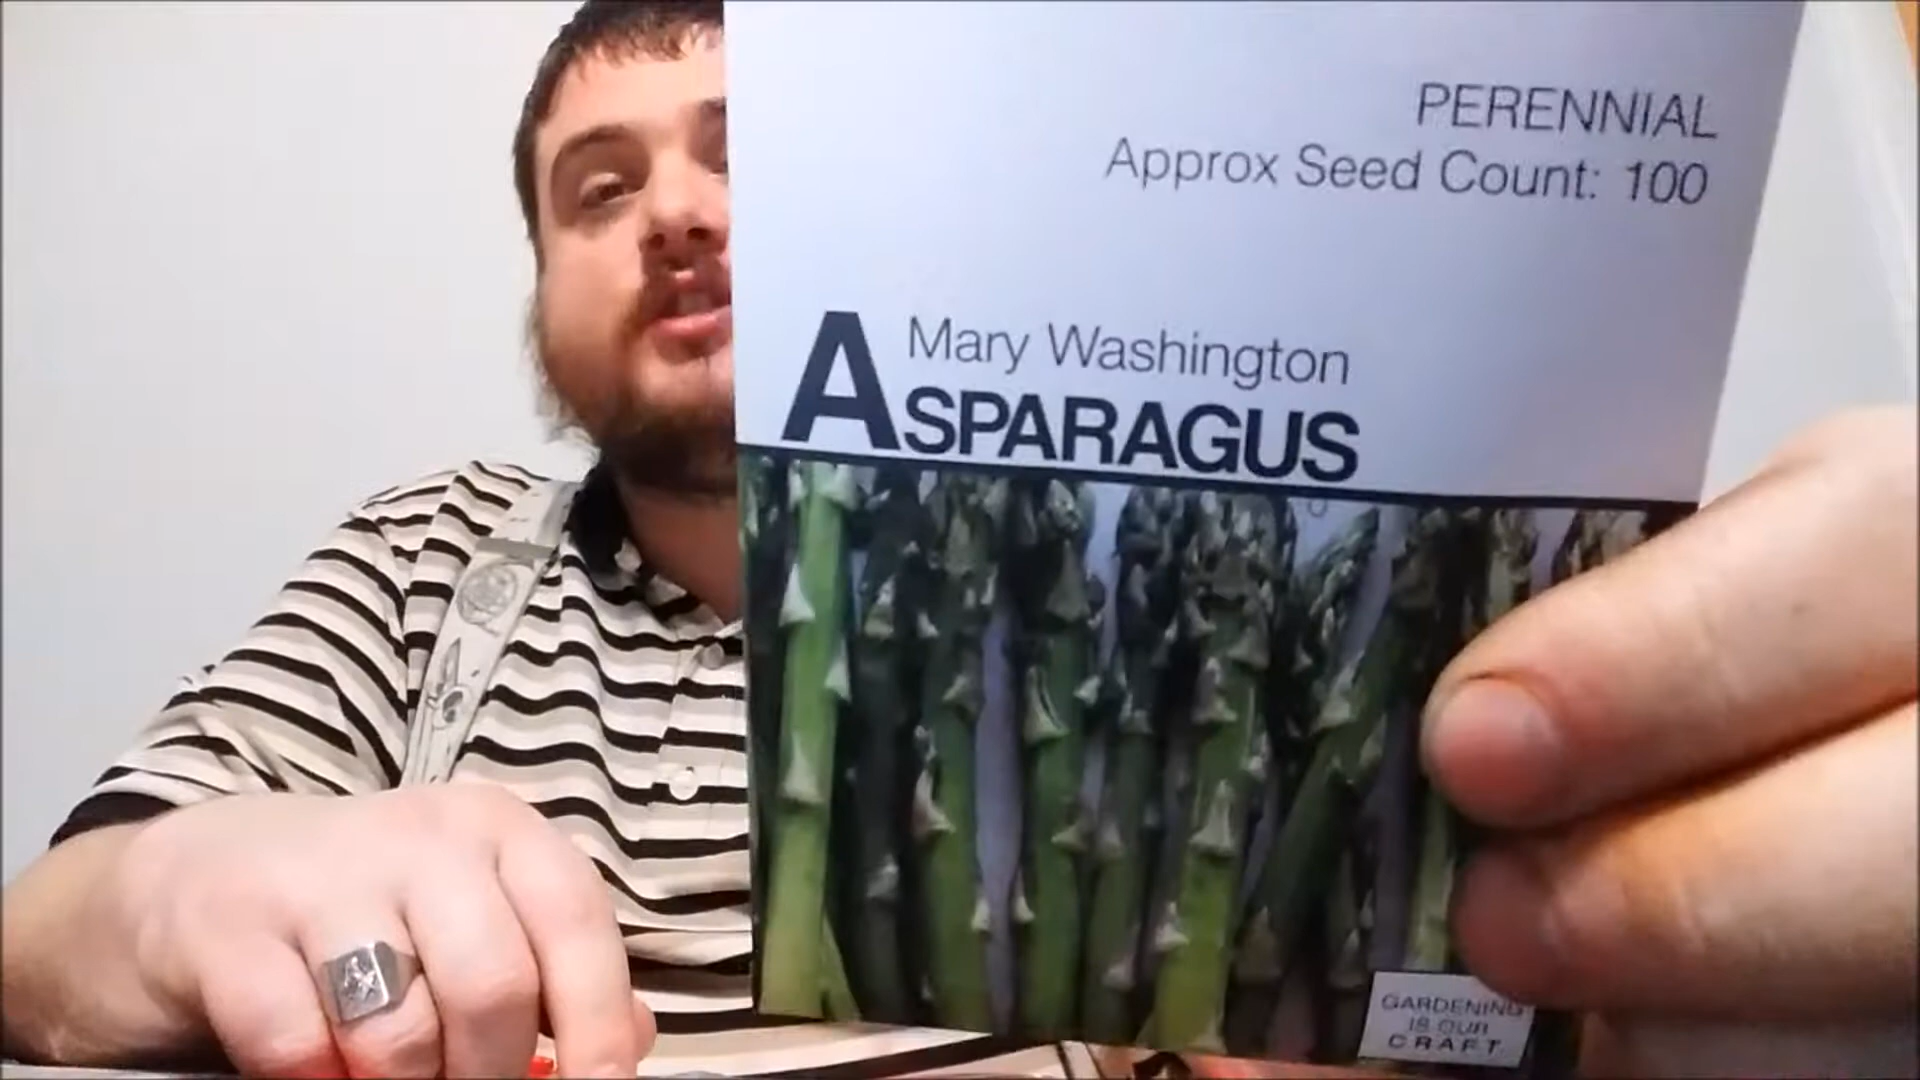 PERENNIAL
Approx Seed Count: 100
Mary Washington
ASPARAGUS
GARDENING
IS OUR
CRAFT